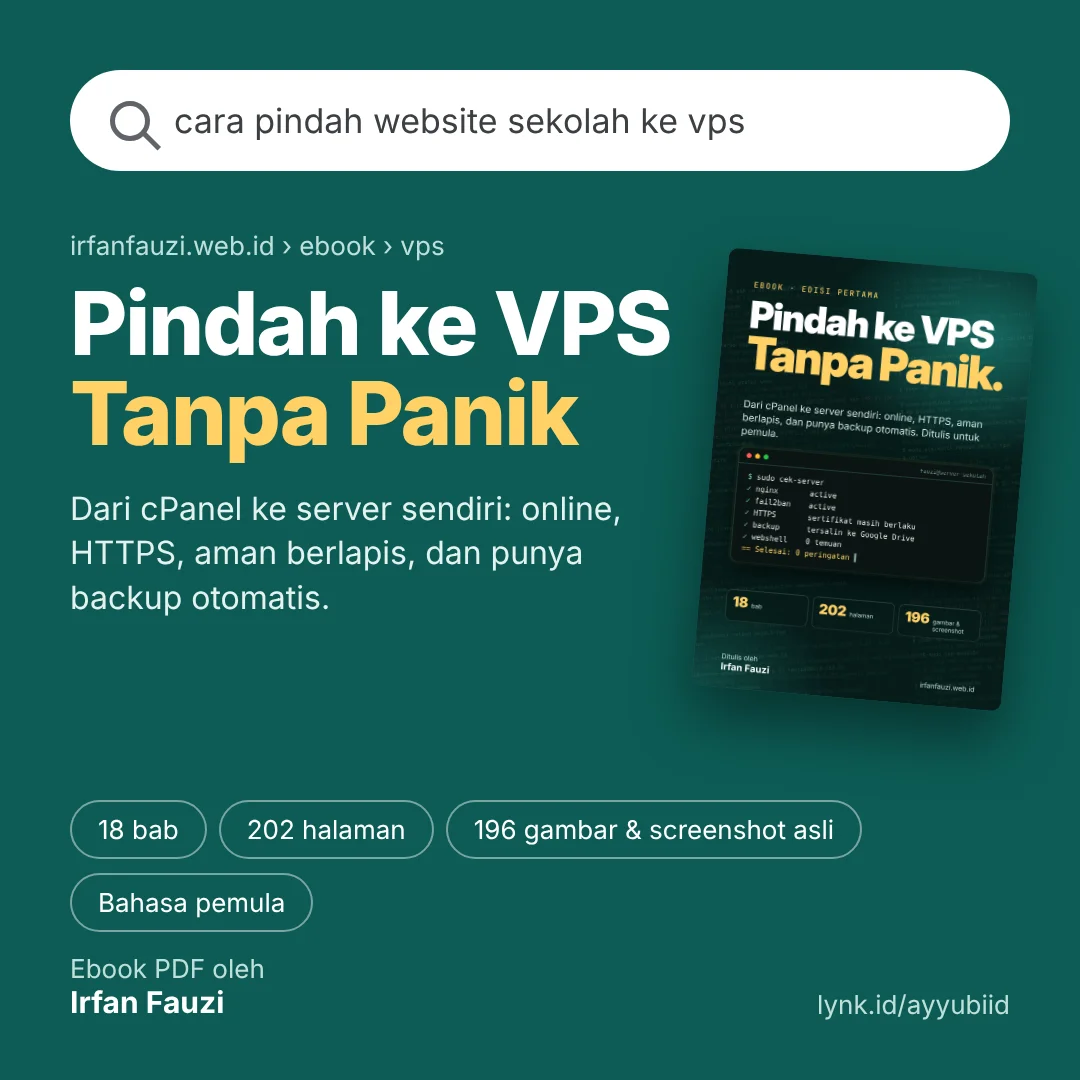 cara pindah website sekolah ke vps
irfanfauzi.web.id › ebook › vps
Pindah ke VPS
Tanpa Panik
Dari cPanel ke server sendiri: online,
HTTPS, aman berlapis, dan punya
backup otomatis.
EBOOK · EDISI PERTAMA
Pindah ke VPS
Tanpa Panik.
Dari cPanel ke server sendiri: online, HTTPS, aman
berlapis, dan punya backup otomatis. Ditulis untuk
pemula.
fauzi@server-sekolah
$ sudo cek-server
✓ nginx active
✓ fail2ban active
✓ HTTPS sertifikat masih berlaku
✓ backup tersalin ke Google Drive
✓ webshell 0 temuan
== Selesai: 0 peringatan
18 bab
202 halaman
196 gambar & screenshot
Ditulis oleh
Irfan Fauzi
irfanfauzi.web.id
18 bab
202 halaman
196 gambar & screenshot asli
Bahasa pemula
Ebook PDF oleh
Irfan Fauzi
lynk.id/ayyubiid